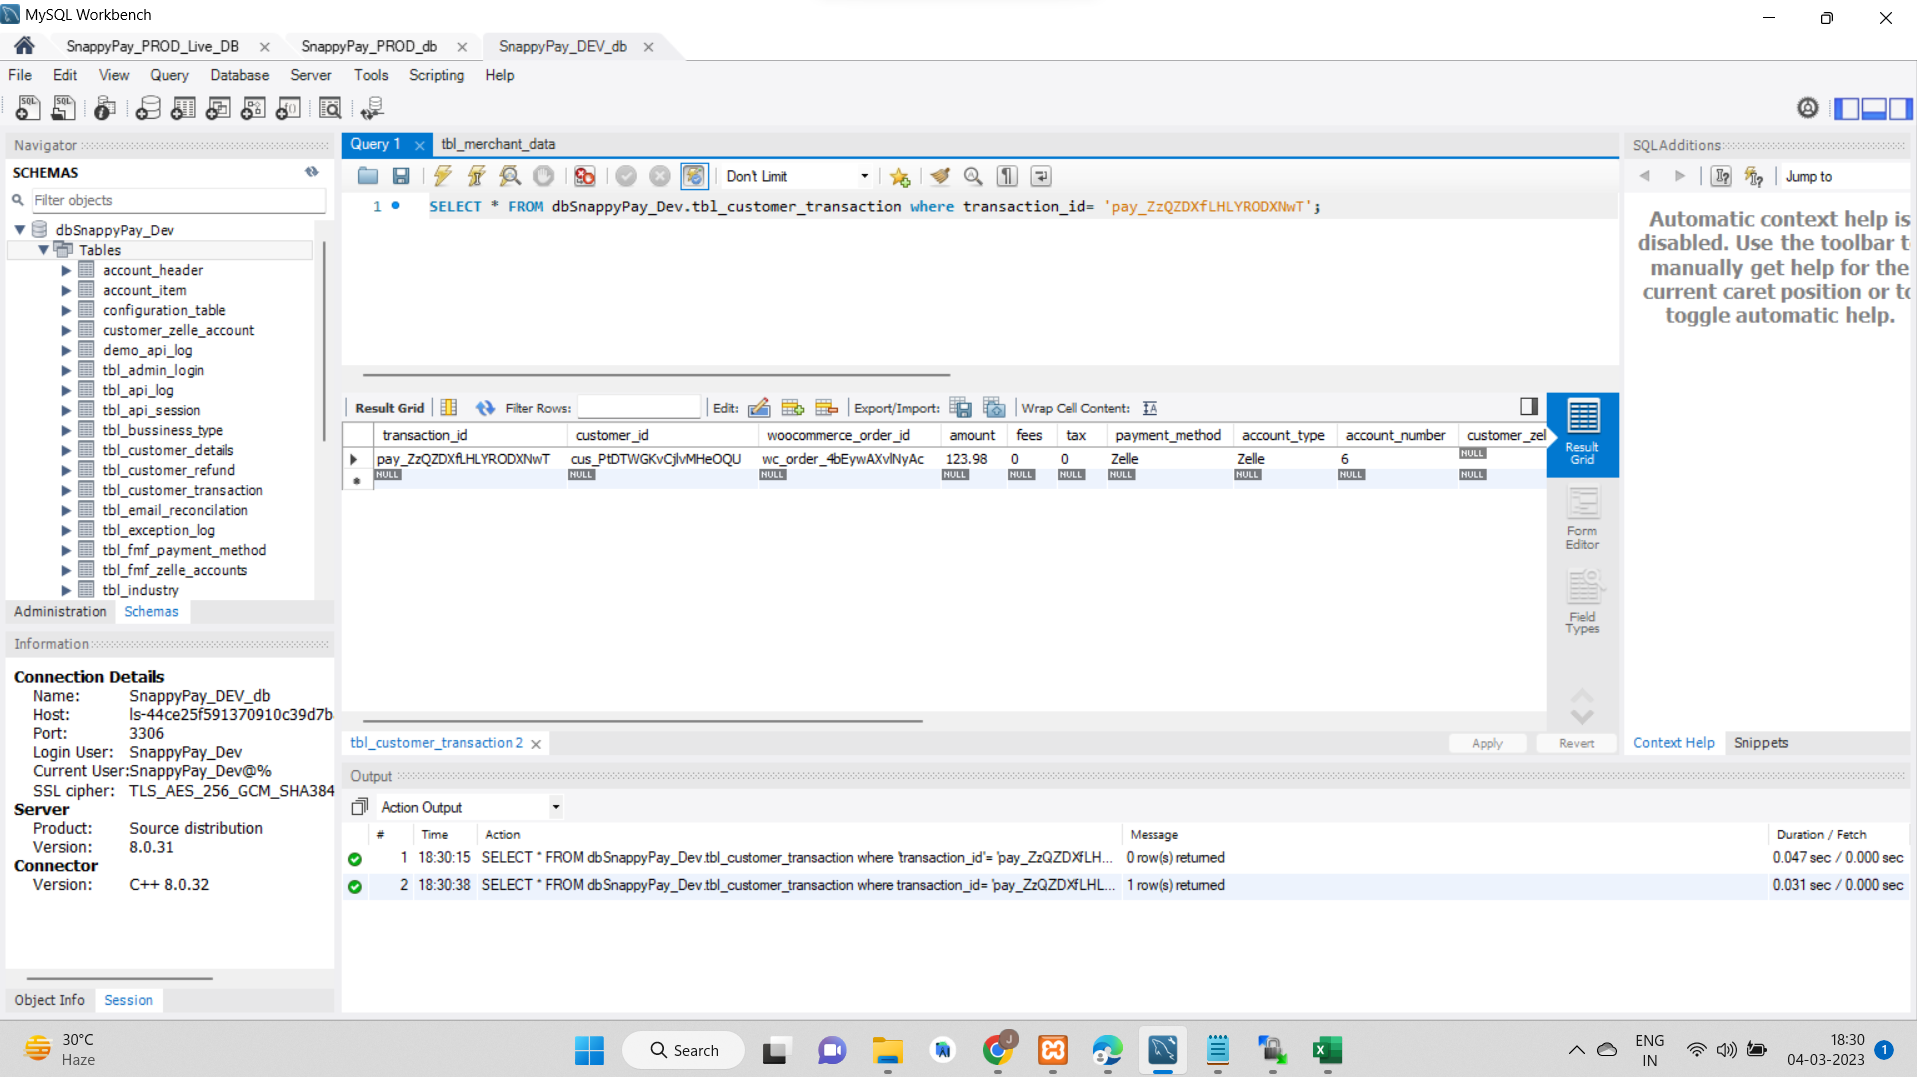 MySQL Workbench
SnappyPay_PROD_Live_DB
SnappyPay_PROD_db
SnappyPay_DEV_db
File Edit View Query Database Server Tools Scripting Help
Navigator
SCHEMAS
Filter objects
dbSnappyPay_Dev
Tables
account_header
account_item
configuration_table
customer_zelle_account
demo_api_log
tbl_admin_login
tbl_api_log
tbl_api_session
tbl_bussiness_type
tbl_customer_details
tbl_customer_refund
tbl_customer_transaction
tbl_email_reconcilation
tbl_exception_log
tbl_fmf_payment_method
tbl_fmf_zelle_accounts
tbl_industry
Administration Schemas
Information
Connection Details
Name: SnappyPay_DEV_db
Host: ls-44ce25f591370910c39d7b
Port: 3306
Login User: SnappyPay_Dev
Current User: SnappyPay_Dev@%
SSL cipher: TLS_AES_256_GCM_SHA384
Server
Product: Source distribution
Version: 8.0.31
Connector
Version: C++ 8.0.32
Object Info Session
Query 1 tbl_merchant_data
Don't Limit
1 SELECT * FROM dbSnappyPay_Dev.tbl_customer_transaction where transaction_id= 'pay_ZzQZDXfLHLYRODXNwT';
Result Grid Filter Rows: Edit: Export/Import: Wrap Cell Content: IA
transaction_id customer_id woocommerce_order_id amount fees tax payment_method account_type account_number customer_zel
pay_ZzQZDXfLHLYRODXNwT cus_PtDTWGKvCjlvMHeOQU wc_order_4bEywAXvlNyAc 123.98 0 0 Zelle Zelle 6 NULL
NULL NULL NULL NULL NULL NULL NULL NULL NULL NULL
Result Grid
Form Editor
Field Types
tbl_customer_transaction 2 Apply Revert
SQLAdditions
Jump to
Automatic context help is
disabled. Use the toolbar t
manually get help for the
current caret position or to
toggle automatic help.
Context Help Snippets
Output
Action Output
# Time Action Message Duration / Fetch
1 18:30:15 SELECT * FROM dbSnappyPay_Dev.tbl_customer_transaction where 'transaction_id'= 'pay_ZzQZDXfLH... 0 row(s) returned 0.047 sec / 0.000 sec
2 18:30:38 SELECT * FROM dbSnappyPay_Dev.tbl_customer_transaction where transaction_id= 'pay_ZzQZDXfLHL... 1 row(s) returned 0.031 sec / 0.000 sec
30°C
Haze
Search
ENG
IN
18:30
04-03-2023
1